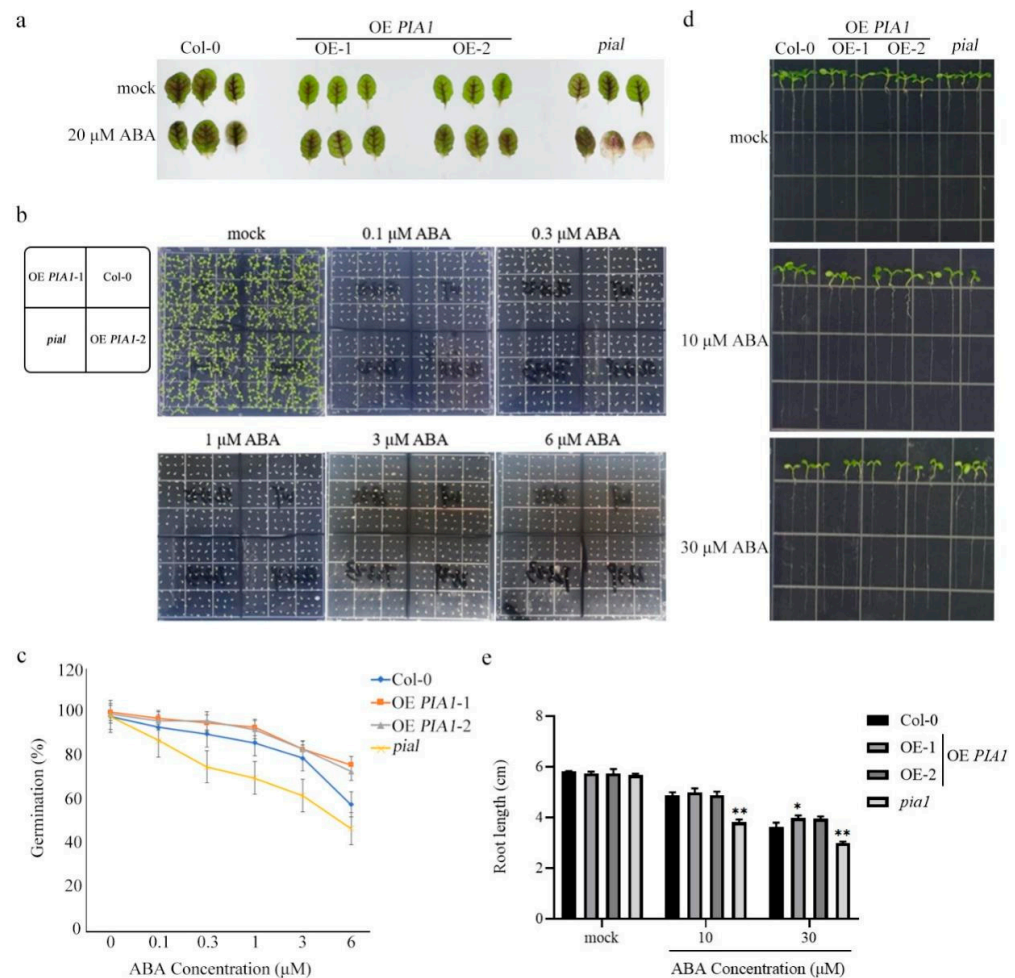 a
Col-0
OE PIA1
OE-1
OE-2
pia1
mock
20 μM ABA
b
OE PIA1-1
Col-0
pia1
OE PIA1-2
mock
0.1 μM ABA
0.3 μM ABA
1 μM ABA
3 μM ABA
6 μM ABA
c
120
100
80
60
40
20
0
Germination (%)
0
0.1
0.3
1
3
6
ABA Concentration (μM)
Col-0
OE PIA1-1
OE PIA1-2
pia1
d
Col-0
OE PIA1
OE-1
OE-2
pia1
mock
10 μM ABA
30 μM ABA
e
8
6
4
2
0
Root length (cm)
**
*
**
mock
10
30
ABA Concentration (μM)
Col-0
OE-1
OE-2
OE PIA1
pia1